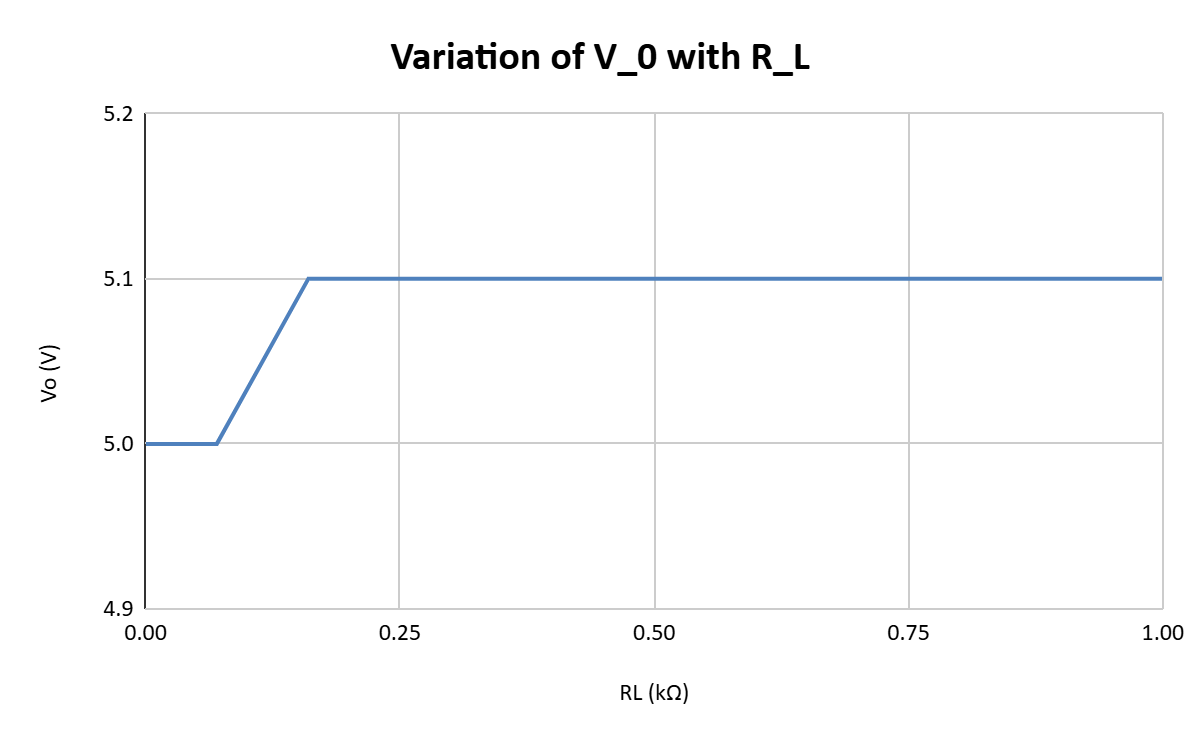 Variation of V_0 with R_L
5.2
5.1
5.0
4.9
Vo (V)
0.00 0.25 0.50 0.75 1.00
RL (kΩ)